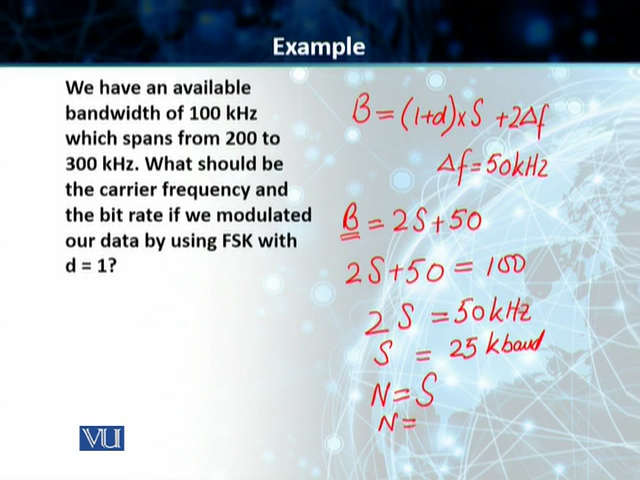 Example
We have an available
bandwidth of 100 kHz
which spans from 200 to
300 kHz. What should be
the carrier frequency and
the bit rate if we modulated
our data by using FSK with
d = 1?
B=(1+d)×S +2Δf
Δf=50kHz
B = 2S+50
2S+50 = 100
2S = 50kHz
S = 25 kbaud
N=S
N=
VU